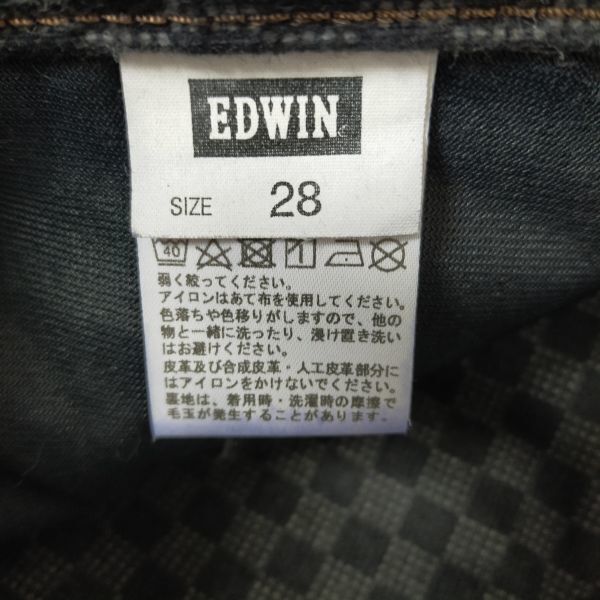 EDWIN
SIZE 28
40
弱く絞ってください。
アイロンはあて布を使用してください。
色落ちや色移りがしますので、他の
物と一緒に洗ったり、浸け置き洗い
はお避けください。
皮革及び合成皮革・人工皮革部分に
はアイロンをかけないでください。
裏地は、着用時・洗濯時の摩擦で
毛玉が発生することがあります。